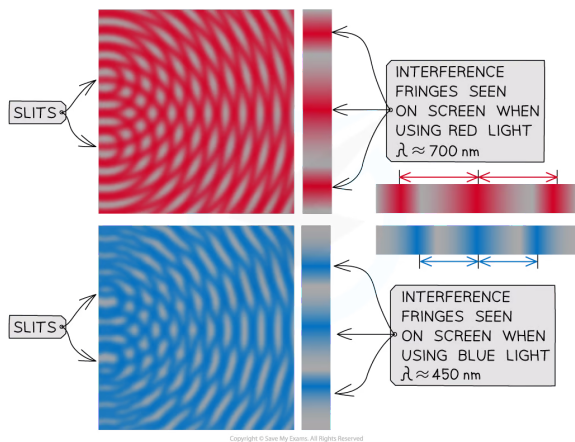 SLITS
INTERFERENCE
FRINGES SEEN
ON SCREEN WHEN
USING RED LIGHT
λ ≈ 700 nm
SLITS
INTERFERENCE
FRINGES SEEN
ON SCREEN WHEN
USING BLUE LIGHT
λ ≈ 450 nm
Copyright © Save My Exams. All Rights Reserved